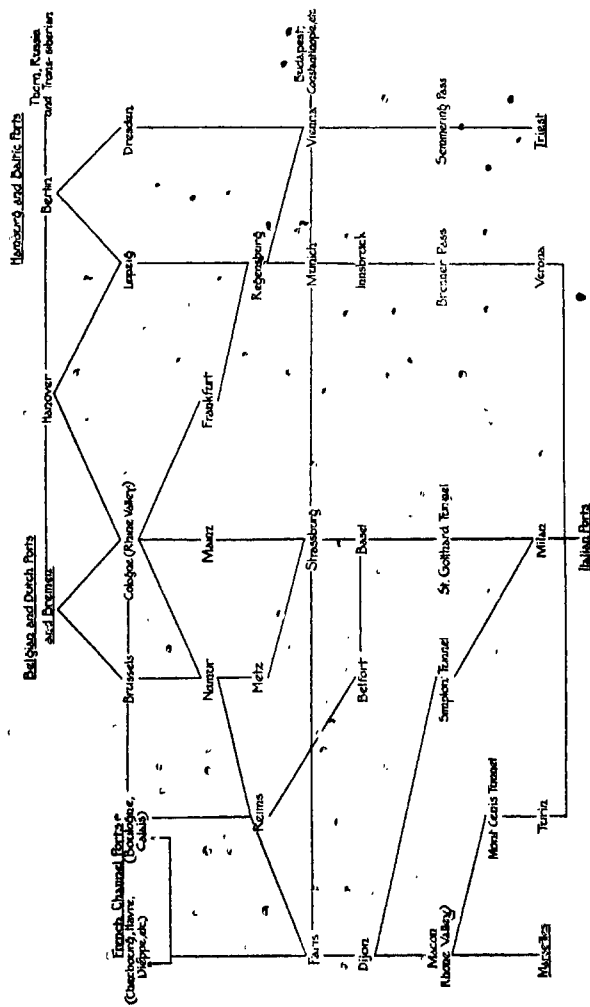 Belgian and Dutch Ports
and Bremen
Hamburg and Baltic Ports
Hanover
Berlin
Thorn, Russia
and Trans-siberian
French Channel Ports
(Cherbourg, Havre,
Dieppe, etc)
(Boulogne,
Calais)
Brussels
Cologne (Rhine Valley)
Leipzig
Dresden
Namur
Mainz
Frankfurt
Reims
Metz
Regensburg
Paris
Strassburg
Munich
Vienna
Budapest,
Constantinople, etc
Dijon
Belfort
Basel
Innsbruck
Macon
Rhone Valley)
Simplon Tunnel
St. Gotthard Tunnel
Brenner Pass
Semmering Pass
Mont Cenis Tunnel
Marseilles
Turin
Milan
Verona
Triest
Italian Ports